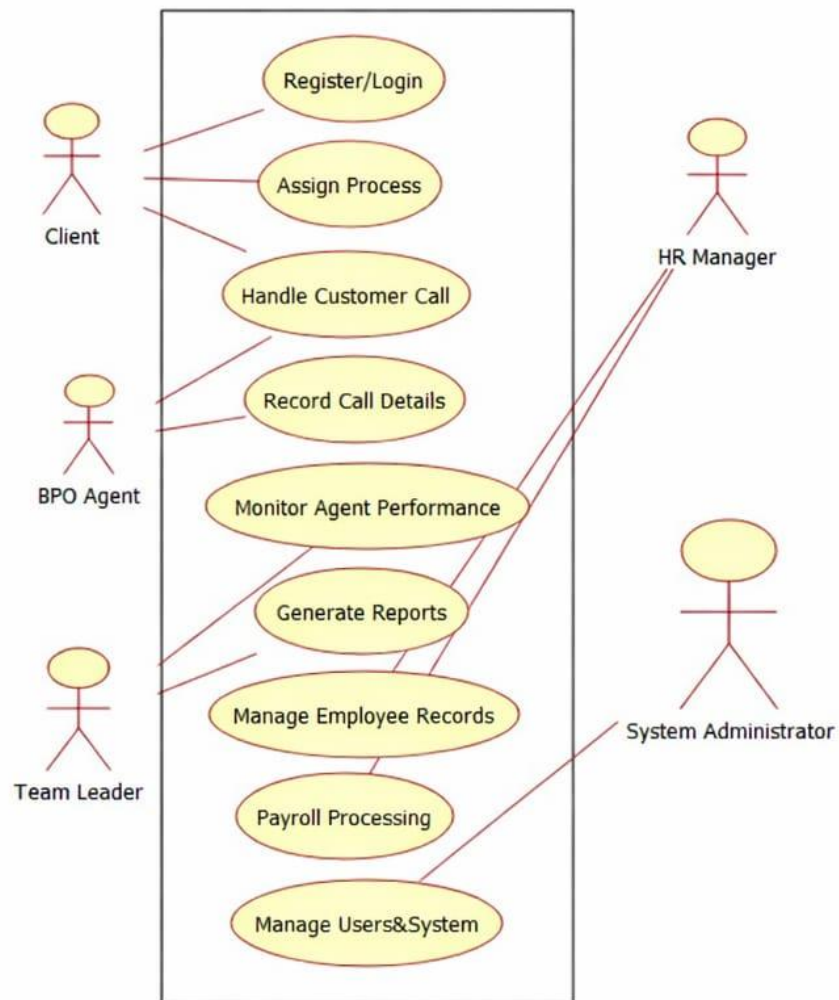 Register/Login
Assign Process
Client
Handle Customer Call
HR Manager
Record Call Details
BPO Agent
Monitor Agent Performance
Generate Reports
Manage Employee Records
System Administrator
Team Leader
Payroll Processing
Manage Users&System